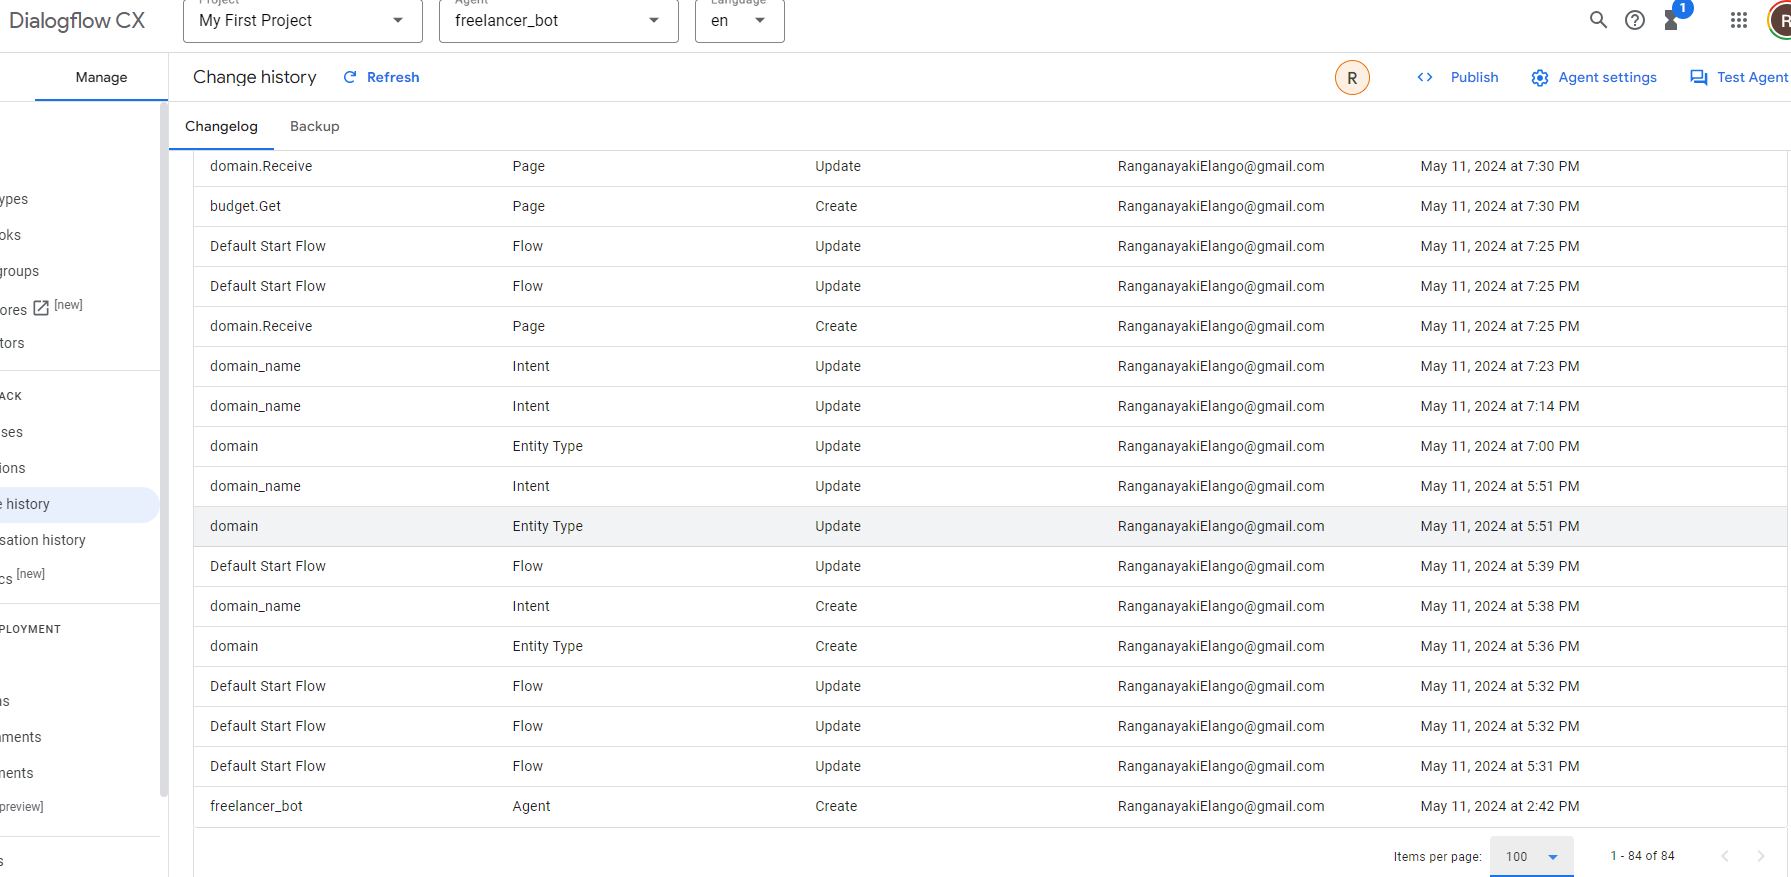 Dialogflow CX
Project
My First Project
Agent
freelancer_bot
Language
en
1
R
Manage
Change history
Refresh
R
Publish
Agent settings
Test Agent
Changelog
Backup
ypes
oks
groups
ores [new]
tors
ACK
ses
ions
e history
sation history
cs [new]
PLOYMENT
ns
nments
nents
preview]
s
domain.Receive Page Update RanganayakiElango@gmail.com May 11, 2024 at 7:30 PM
budget.Get Page Create RanganayakiElango@gmail.com May 11, 2024 at 7:30 PM
Default Start Flow Flow Update RanganayakiElango@gmail.com May 11, 2024 at 7:25 PM
Default Start Flow Flow Update RanganayakiElango@gmail.com May 11, 2024 at 7:25 PM
domain.Receive Page Create RanganayakiElango@gmail.com May 11, 2024 at 7:25 PM
domain_name Intent Update RanganayakiElango@gmail.com May 11, 2024 at 7:23 PM
domain_name Intent Update RanganayakiElango@gmail.com May 11, 2024 at 7:14 PM
domain Entity Type Update RanganayakiElango@gmail.com May 11, 2024 at 7:00 PM
domain_name Intent Update RanganayakiElango@gmail.com May 11, 2024 at 5:51 PM
domain Entity Type Update RanganayakiElango@gmail.com May 11, 2024 at 5:51 PM
Default Start Flow Flow Update RanganayakiElango@gmail.com May 11, 2024 at 5:39 PM
domain_name Intent Create RanganayakiElango@gmail.com May 11, 2024 at 5:38 PM
domain Entity Type Create RanganayakiElango@gmail.com May 11, 2024 at 5:36 PM
Default Start Flow Flow Update RanganayakiElango@gmail.com May 11, 2024 at 5:32 PM
Default Start Flow Flow Update RanganayakiElango@gmail.com May 11, 2024 at 5:32 PM
Default Start Flow Flow Update RanganayakiElango@gmail.com May 11, 2024 at 5:31 PM
freelancer_bot Agent Create RanganayakiElango@gmail.com May 11, 2024 at 2:42 PM
Items per page: 100 1 - 84 of 84